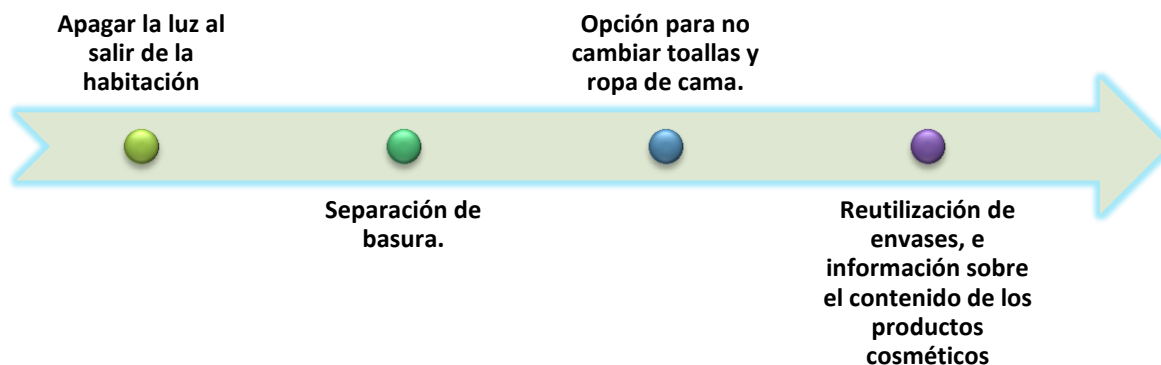 Apagar la luz al
salir de la
habitación
Separación de
basura.
Opción para no
cambiar toallas y
ropa de cama.
Reutilización de
envases, e
información sobre
el contenido de los
productos
cosméticos